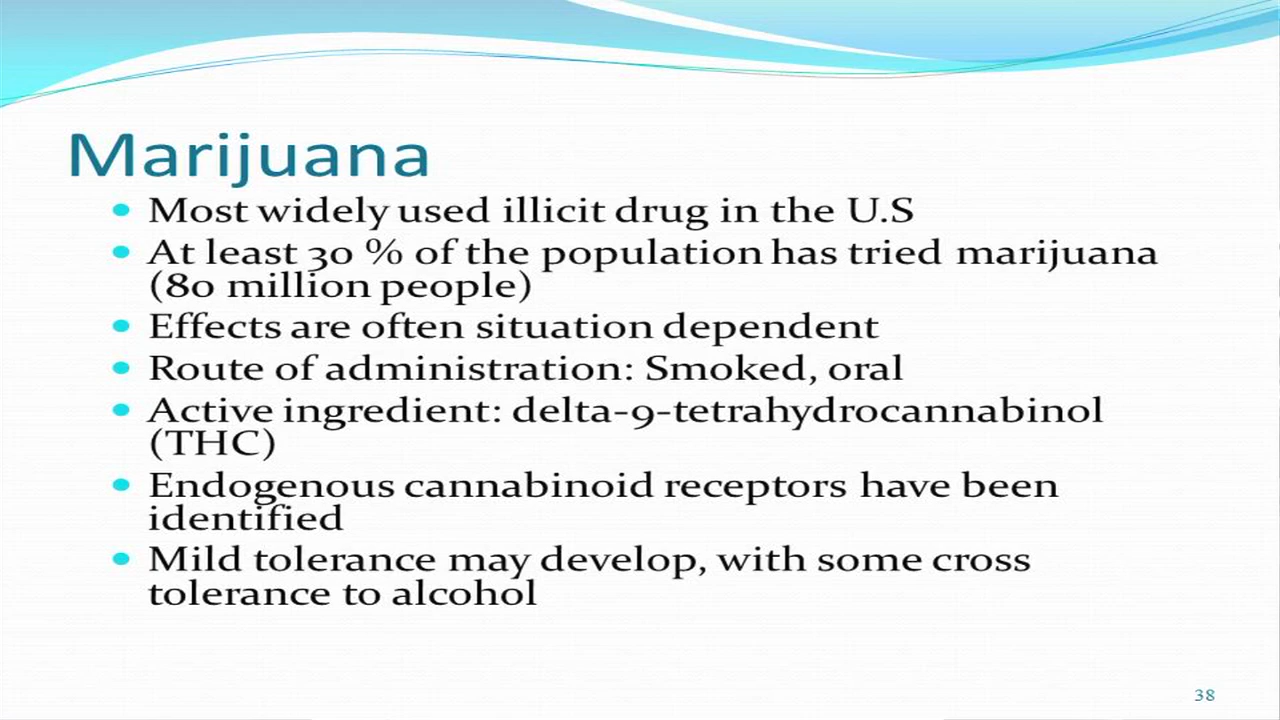 Marijuana
• Most widely used illicit drug in the U.S
• At least 30 % of the population has tried marijuana
(80 million people)
• Effects are often situation dependent
• Route of administration: Smoked, oral
• Active ingredient: delta-9-tetrahydrocannabinol
(THC)
• Endogenous cannabinoid receptors have been
identified
• Mild tolerance may develop, with some cross
tolerance to alcohol
38